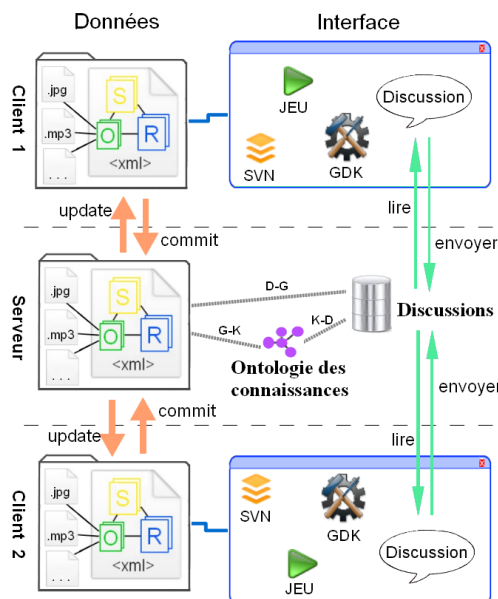 Données
Interface
Client 1
.jpg
.mp3
. . .
S
O
R
<xml>
JEU
SVN
GDK
Discussion
update
commit
lire
envoyer
Serveur
.jpg
.mp3
. . .
S
O
R
<xml>
D-G
G-K
K-D
Ontologie des
connaissances
Discussions
update
commit
lire
envoyer
Client 2
.jpg
.mp3
. . .
S
O
R
<xml>
SVN
GDK
JEU
Discussion